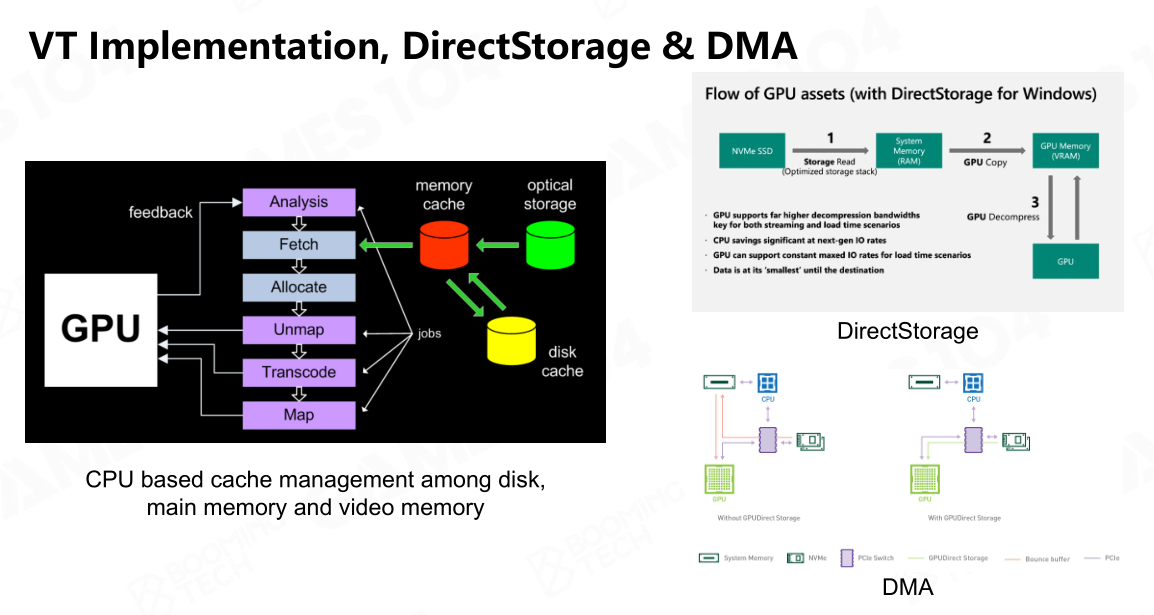 VT Implementation, DirectStorage & DMA
feedback
GPU
Analysis
Fetch
Allocate
Unmap
Transcode
Map
memory
cache
optical
storage
disk
cache
jobs
CPU based cache management among disk,
main memory and video memory
Flow of GPU assets (with DirectStorage for Windows)
NVMe SSD
1
Storage Read
(Optimized storage stack)
System
Memory
(RAM)
2
GPU Copy
GPU Memory
(VRAM)
3
GPU Decompress
GPU
· GPU supports far higher decompression bandwidths
key for both streaming and load time scenarios
· CPU savings significant at next-gen IO rates
· GPU can support constant maxed IO rates for load time scenarios
· Data is at its 'smallest' until the destination
DirectStorage
CPU
GPU
Without GPUDirect Storage
CPU
GPU
With GPUDirect Storage
System Memory
NVMe
PCIe Switch
GPUDirect Storage
Bounce buffer
PCIe
DMA
GAMES104
BOOMING
TECH